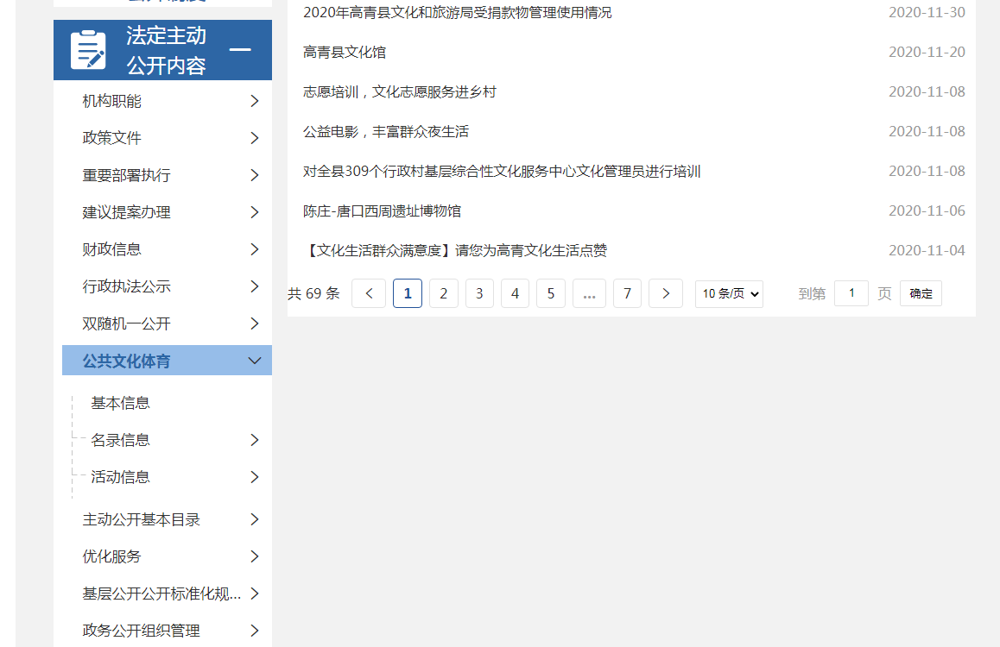 法定主动
公开内容
机构职能
政策文件
重要部署执行
建议提案办理
财政信息
行政执法公示
双随机一公开
公共文化体育
基本信息
名录信息
活动信息
主动公开基本目录
优化服务
基层公开公开标准化规...
政务公开组织管理
2020年高青县文化和旅游局受捐款物管理使用情况 2020-11-30
高青县文化馆 2020-11-20
志愿培训，文化志愿服务进乡村 2020-11-08
公益电影，丰富群众夜生活 2020-11-08
对全县309个行政村基层综合性文化服务中心文化管理员进行培训 2020-11-08
陈庄-唐口西周遗址博物馆 2020-11-06
【文化生活群众满意度】请您为高青文化生活点赞 2020-11-04
共 69 条 < 1 2 3 4 5 ... 7 > 10 条/页 到第 1 页 确定